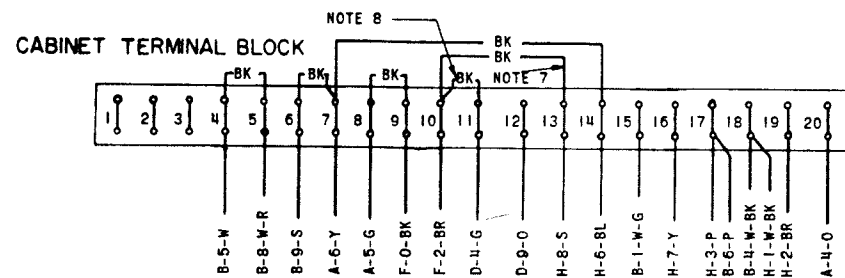 NOTE 8
CABINET TERMINAL BLOCK
BK
BK
BK
BK
BK
BK
NOTE 7
1 2 3 4 5 6 7 8 9 10 11 12 13 14 15 16 17 18 19 20
B-5-W
B-8-W-R
B-9-S
A-6-Y
A-5-G
F-0-BK
F-2-BR
D-4-G
D-9-O
H-8-S
H-6-BL
B-1-W-G
H-7-Y
H-3-P
B-6-P
B-4-W-BK
H-1-W-BK
H-2-BR
A-4-O